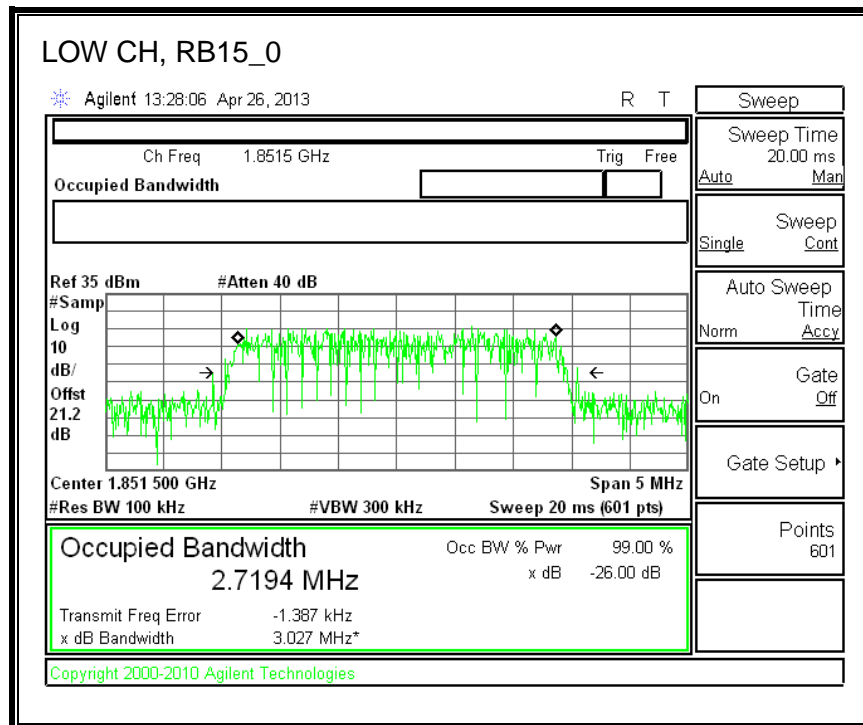 LOW CH, RB15_0
Agilent 13:28:06 Apr 26, 2013 R T
Ch Freq 1.8515 GHz Trig Free
Occupied Bandwidth
Ref 35 dBm #Atten 40 dB
#Samp
Log
10
dB/
Offst
21.2
dB
Center 1.851 500 GHz Span 5 MHz
#Res BW 100 kHz #VBW 300 kHz Sweep 20 ms (601 pts)
Occupied Bandwidth Occ BW % Pwr 99.00 %
2.7194 MHz x dB -26.00 dB
Transmit Freq Error -1.387 kHz
x dB Bandwidth 3.027 MHz*
Copyright 2000-2010 Agilent Technologies
Sweep
Sweep Time
20.00 ms
Auto Man
Sweep
Single Cont
Auto Sweep
Time
Norm Accy
Gate
On Off
Gate Setup
Points
601